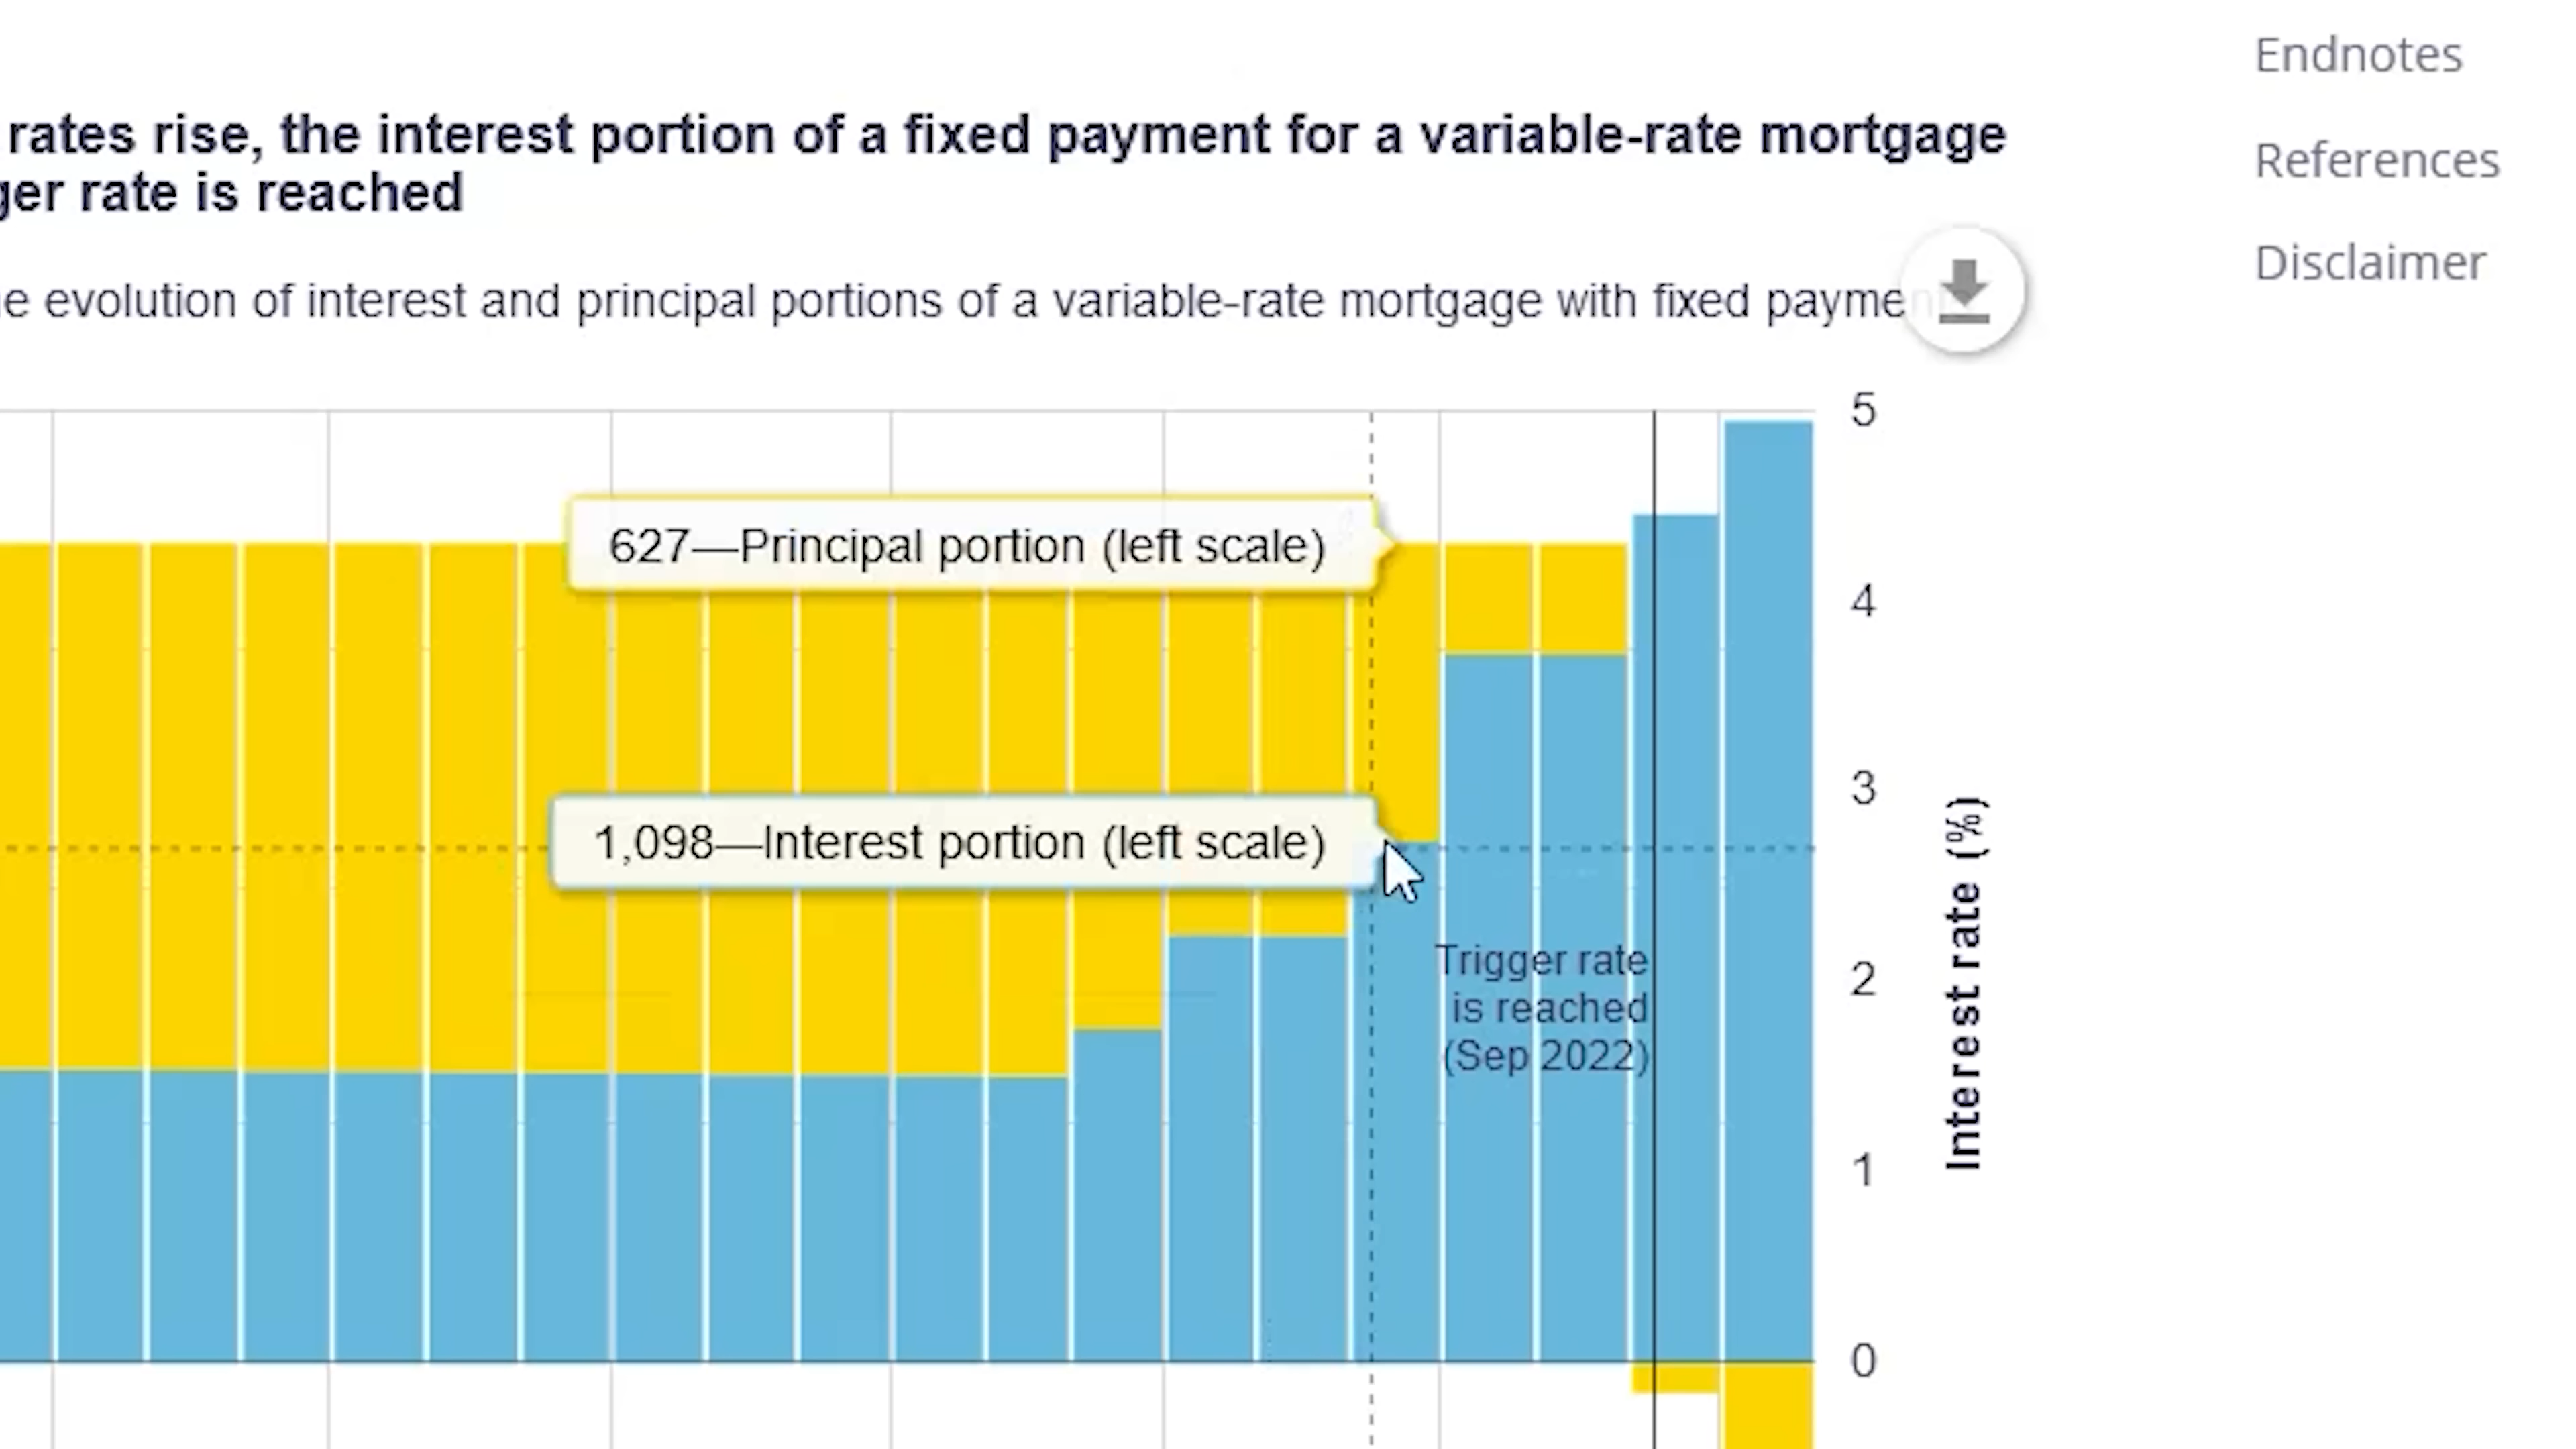 Endnotes
References
Disclaimer
rates rise, the interest portion of a fixed payment for a variable-rate mortgage
rate is reached
evolution of interest and principal portions of a variable-rate mortgage with fixed
5
627—Principal portion (left scale)
4
3
1,098—Interest portion (left scale)
Trigger rate
is reached
(Sep 2022)
2
1
0
Interest rate (%)